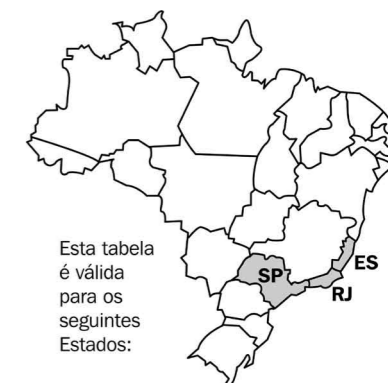 Esta tabela
é válida
para os
seguintes
Estados:
SP
ES
RJ